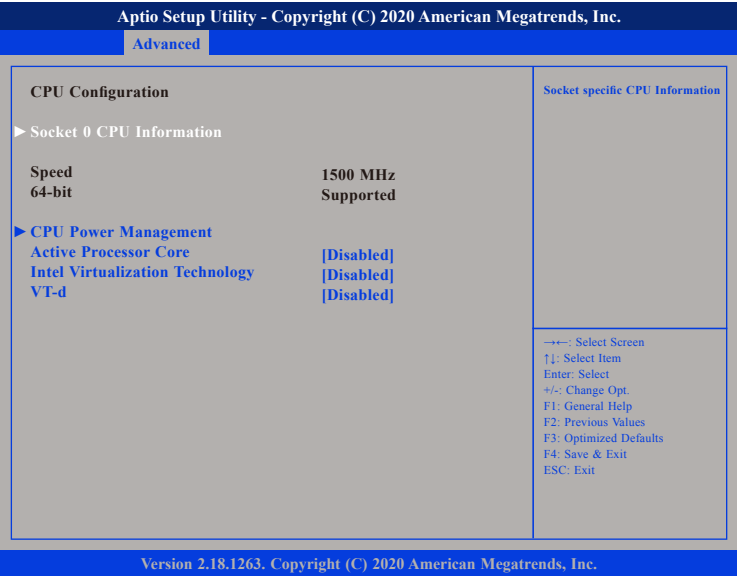 Aptio Setup Utility - Copyright (C) 2020 American Megatrends, Inc.
Advanced
CPU Configuration
▶ Socket 0 CPU Information
Speed 1500 MHz
64-bit Supported
▶ CPU Power Management
Active Processor Core [Disabled]
Intel Virtualization Technology [Disabled]
VT-d [Disabled]
Socket specific CPU Information
→←: Select Screen
↑↓: Select Item
Enter: Select
+/-: Change Opt.
F1: General Help
F2: Previous Values
F3: Optimized Defaults
F4: Save & Exit
ESC: Exit
Version 2.18.1263. Copyright (C) 2020 American Megatrends, Inc.